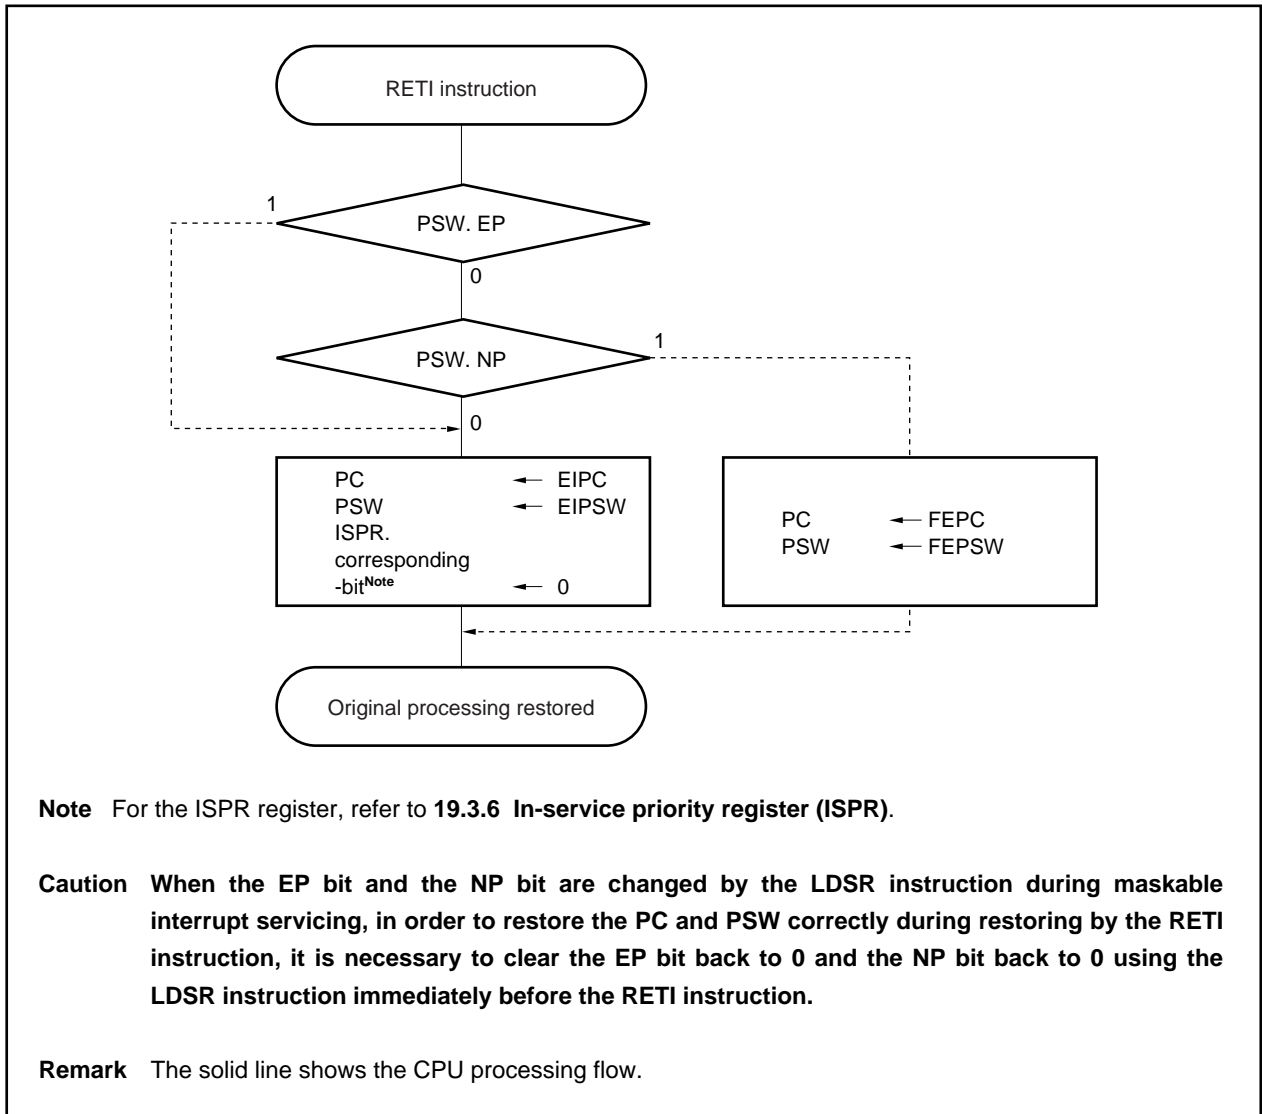 RETI instruction
1
PSW. EP
0
PSW. NP
1
0
PC ← EIPC
PSW ← EIPSW
ISPR.
corresponding
-bitNote ← 0
PC ← FEPC
PSW ← FEPSW
Original processing restored
Note For the ISPR register, refer to 19.3.6 In-service priority register (ISPR).
Caution When the EP bit and the NP bit are changed by the LDSR instruction during maskable
interrupt servicing, in order to restore the PC and PSW correctly during restoring by the RETI
instruction, it is necessary to clear the EP bit back to 0 and the NP bit back to 0 using the
LDSR instruction immediately before the RETI instruction.
Remark The solid line shows the CPU processing flow.